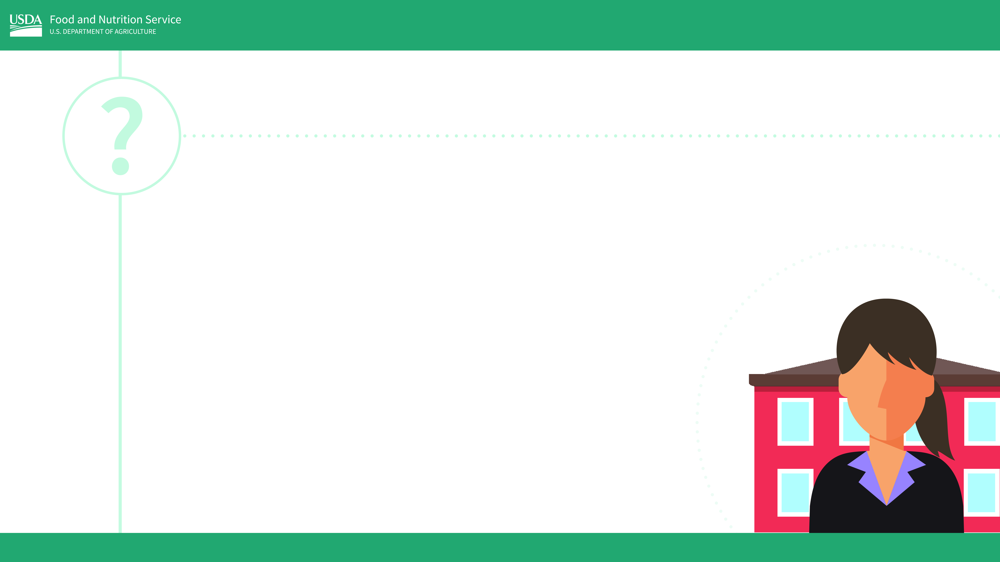 USDA
Food and Nutrition Service
U.S. DEPARTMENT OF AGRICULTURE
?